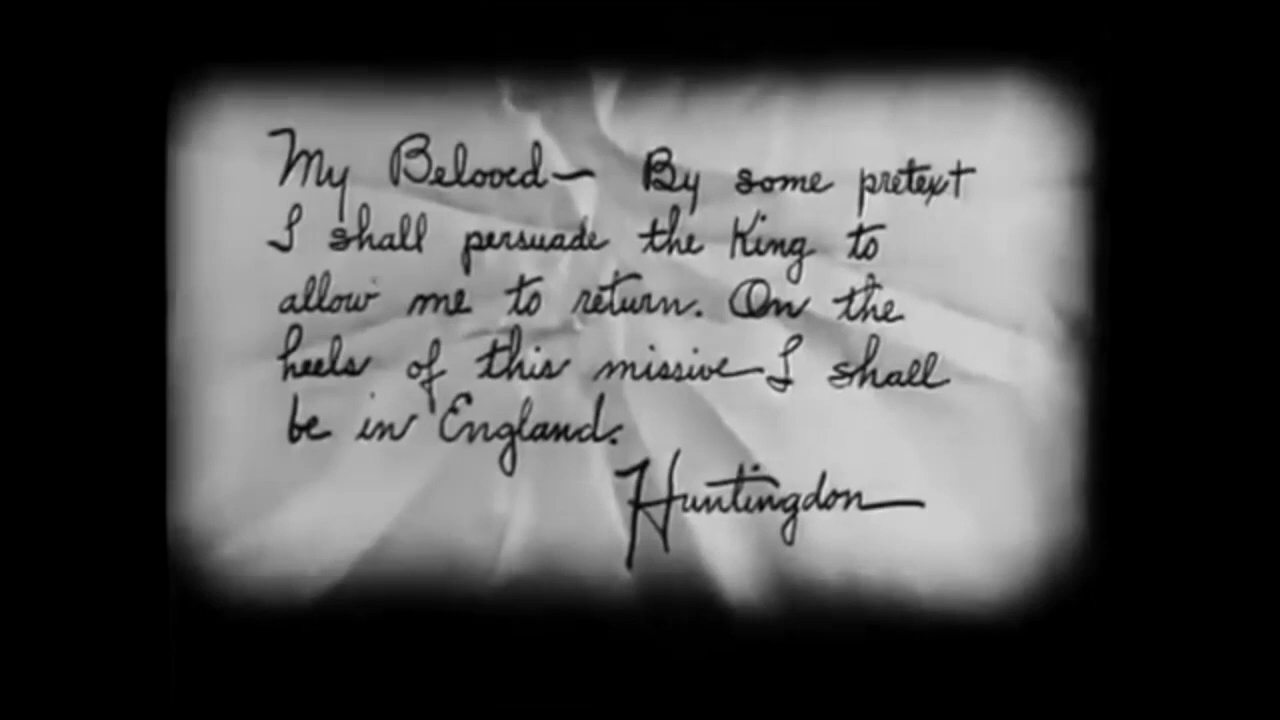 My Beloved— By some pretext
I shall persuade the King to
allow me to return. On the
heels of this missive I shall
be in England.
Huntingdon